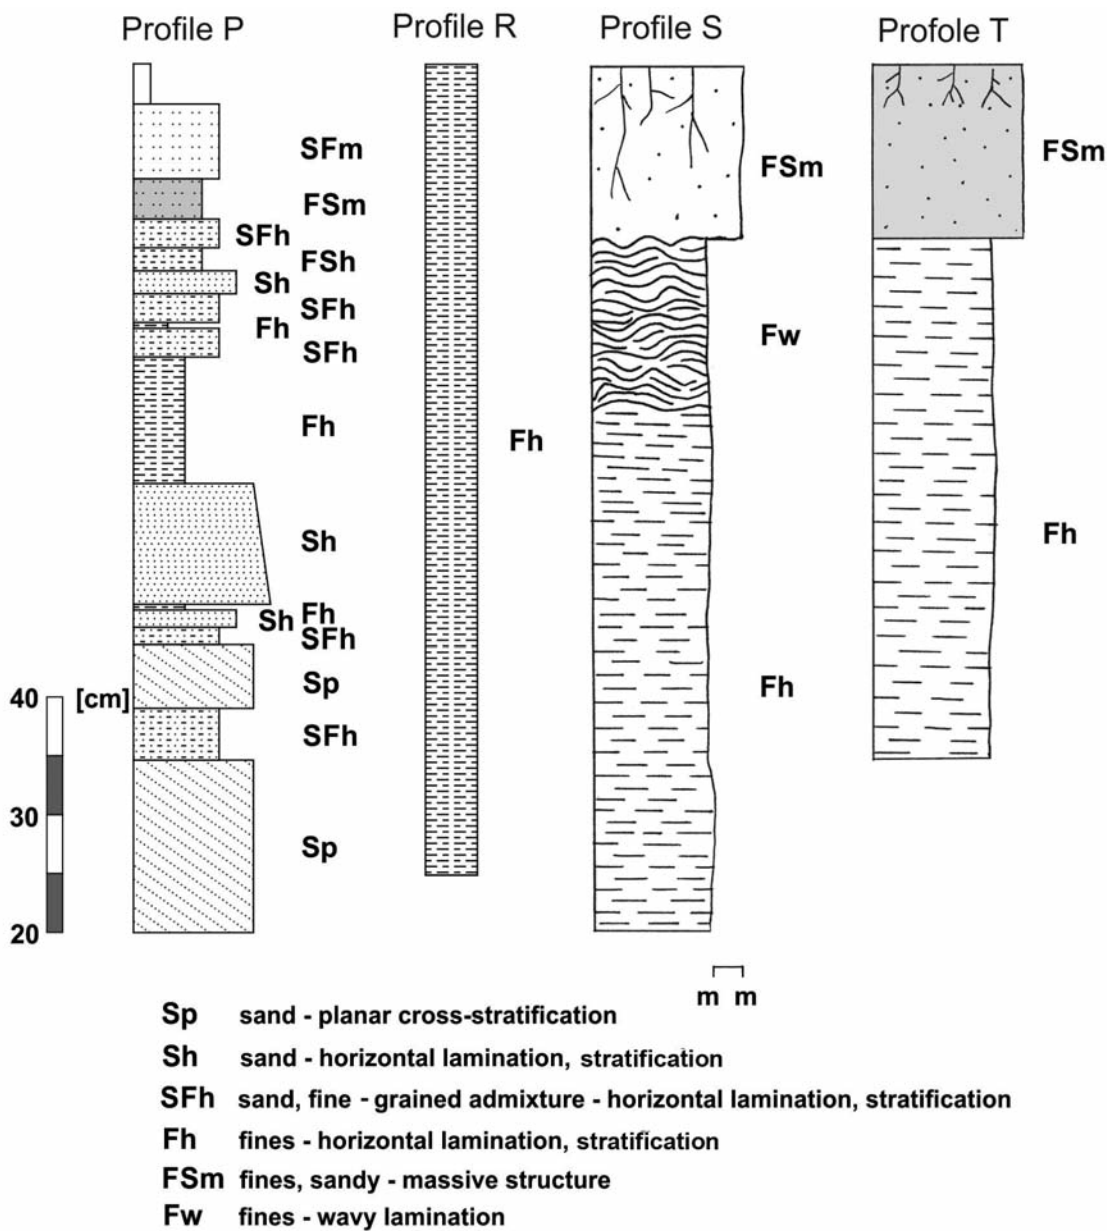 Profile P
Profile R
Profile S
Profole T
SFm
FSm
SFh
FSh
Sh
SFh
Fh
SFh
Fh
Sh
Fh
Sh
SFh
Sp
SFh
Sp
40 [cm]
30
20
Fh
FSm
Fw
Fh
FSm
Fh
m m
Sp sand - planar cross-stratification
Sh sand - horizontal lamination, stratification
SFh sand, fine - grained admixture - horizontal lamination, stratification
Fh fines - horizontal lamination, stratification
FSm fines, sandy - massive structure
Fw fines - wavy lamination